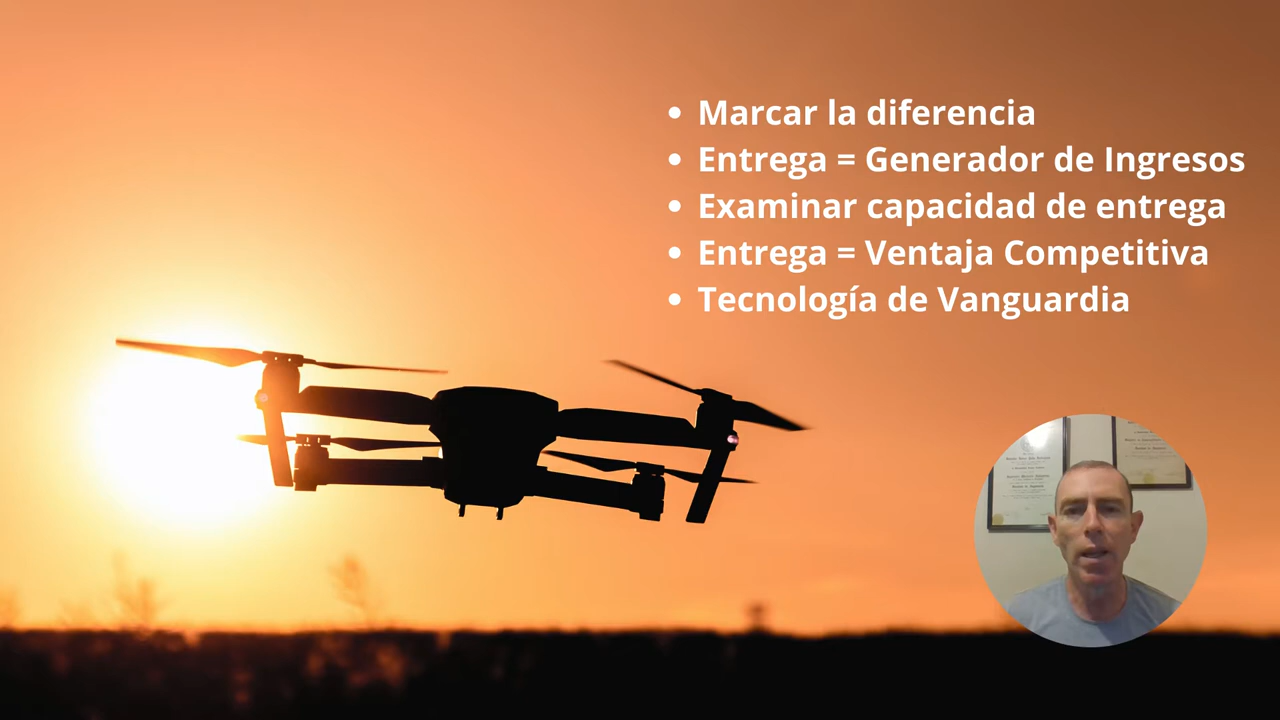 • Marcar la diferencia
• Entrega = Generador de Ingresos
• Examinar capacidad de entrega
• Entrega = Ventaja Competitiva
• Tecnología de Vanguardia